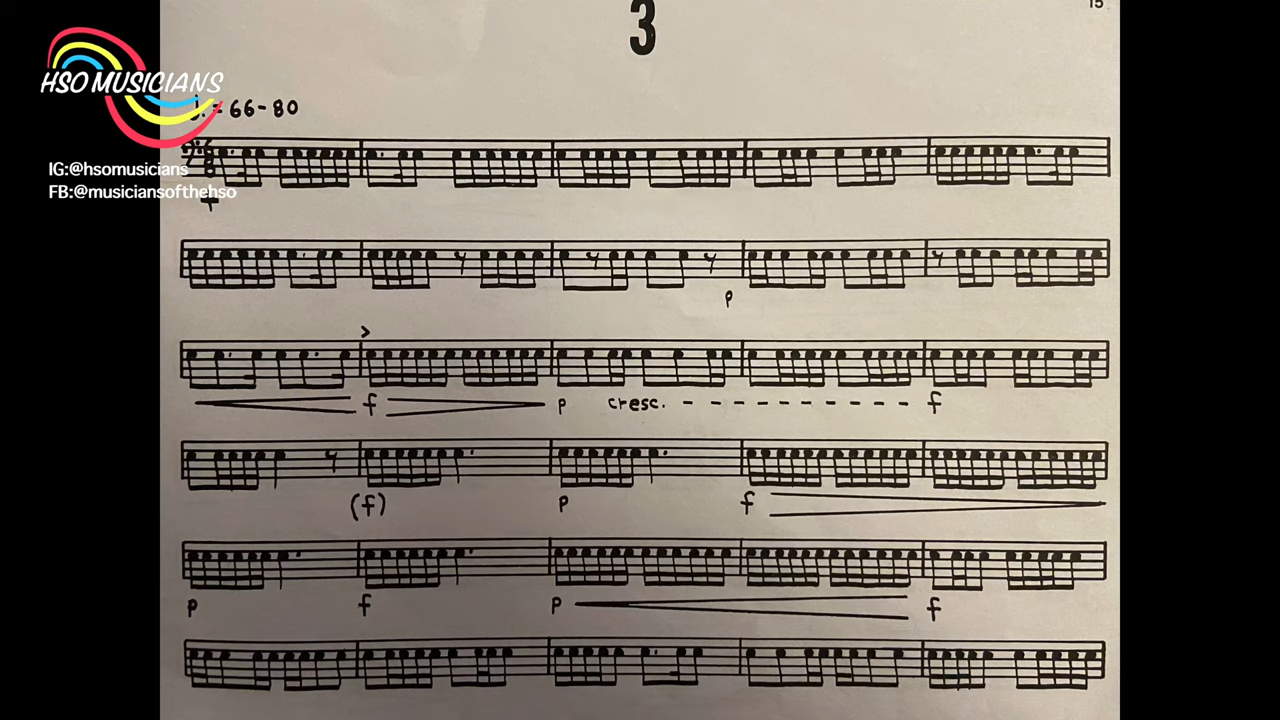 15
3
HSO MUSICIANS
♩. = 66-80
IG:@hsomusicians
FB:@musiciansofthehso
f
p
>
f p cresc. - - - - - - - - - f
(f) p f
p f p f